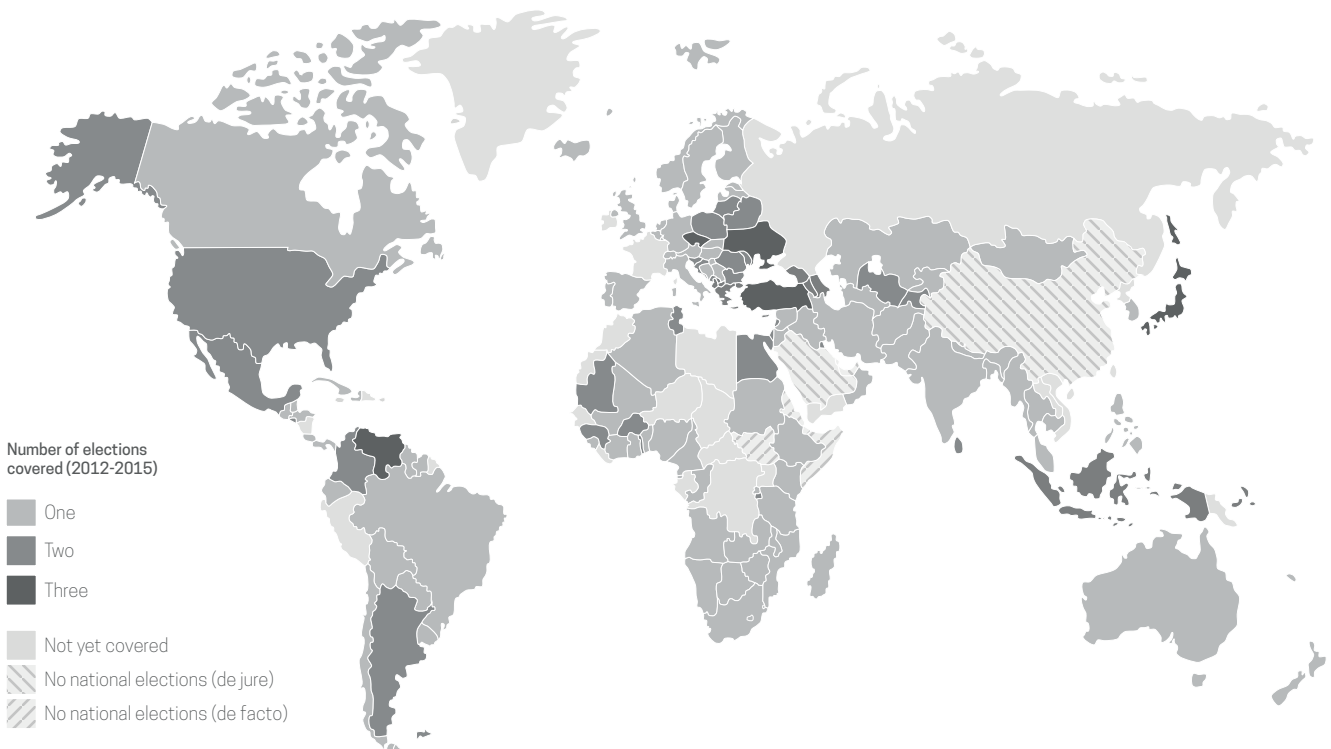 Number of elections
covered (2012-2015)
One
Two
Three
Not yet covered
No national elections (de jure)
No national elections (de facto)